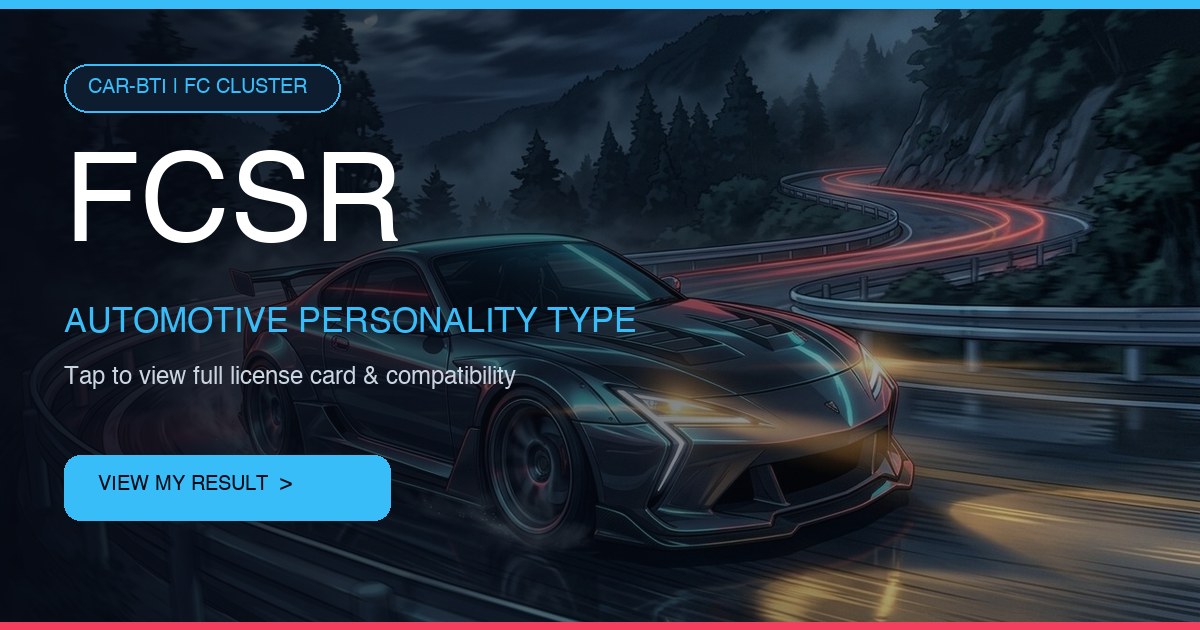 CAR-BTI | FC CLUSTER
FCSR
AUTOMOTIVE PERSONALITY TYPE
Tap to view full license card & compatibility
VIEW MY RESULT >